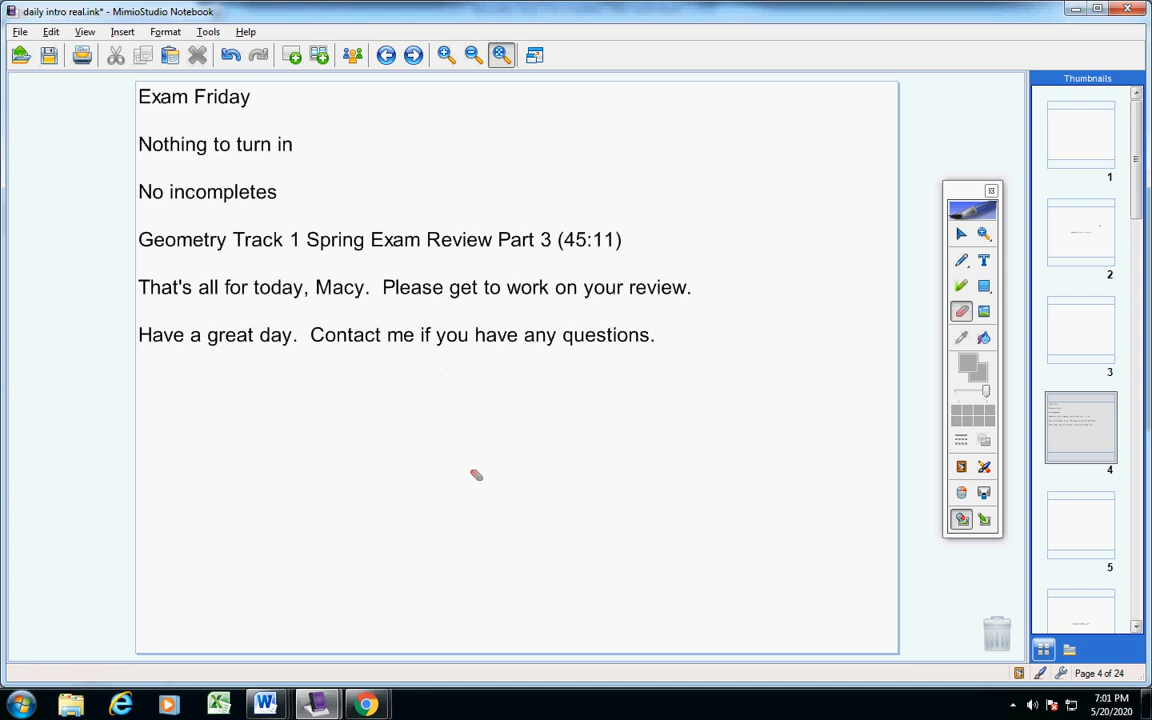 daily intro real.ink* - MimioStudio Notebook
File Edit View Insert Format Tools Help
Exam Friday
Nothing to turn in
No incompletes
Geometry Track 1 Spring Exam Review Part 3 (45:11)
That's all for today, Macy.  Please get to work on your review.
Have a great day.  Contact me if you have any questions.
Thumbnails
1
2
3
4
5
Page 4 of 24
7:01 PM
5/20/2020